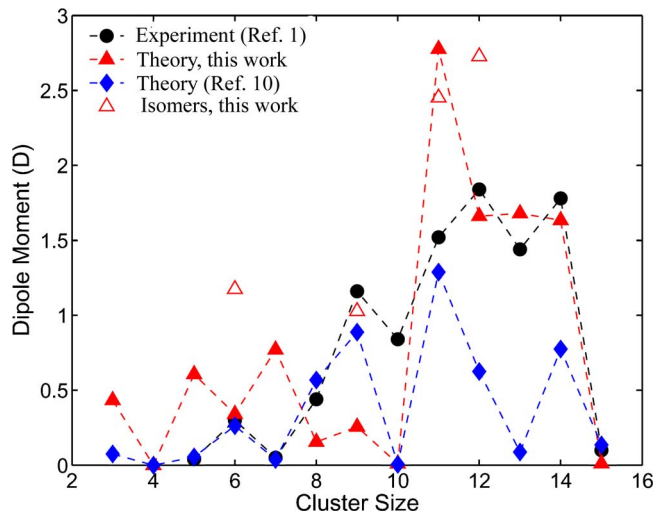 3
2.5
2
1.5
1
0.5
0
Dipole Moment (D)
Experiment (Ref. 1)
Theory, this work
Theory (Ref. 10)
Isomers, this work
2 4 6 8 10 12 14 16
Cluster Size